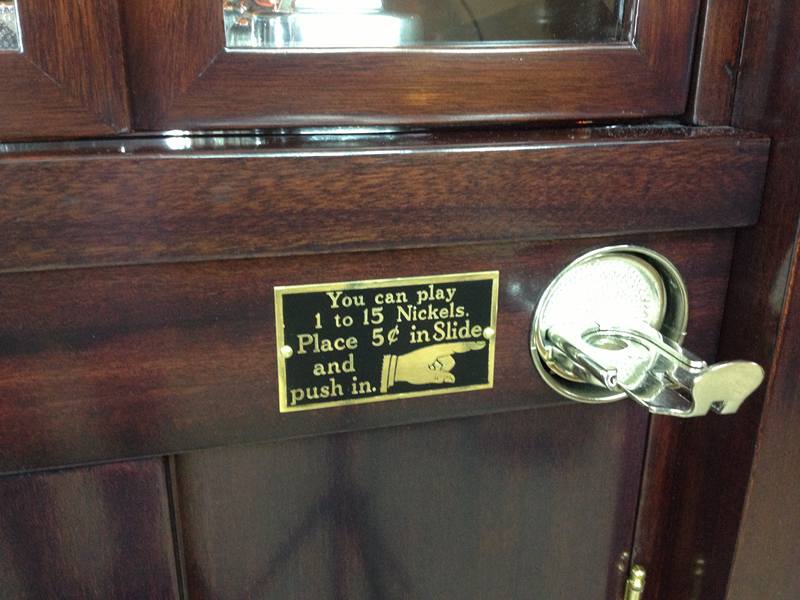 You can play
1 to 15 Nickels.
Place 5¢ in Slide
and
push in.